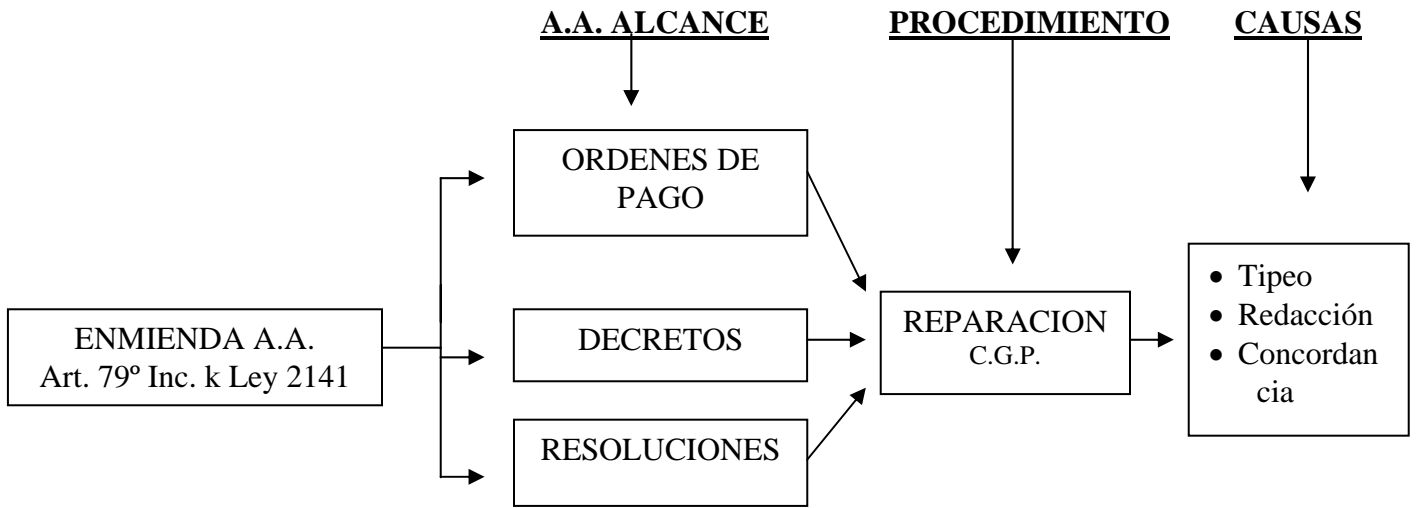 A.A. ALCANCE
PROCEDIMIENTO
CAUSAS
ENMIENDA A.A.
Art. 79º Inc. k Ley 2141
ORDENES DE
PAGO
DECRETOS
RESOLUCIONES
REPARACION
C.G.P.
• Tipeo
• Redacción
• Concordan
cia